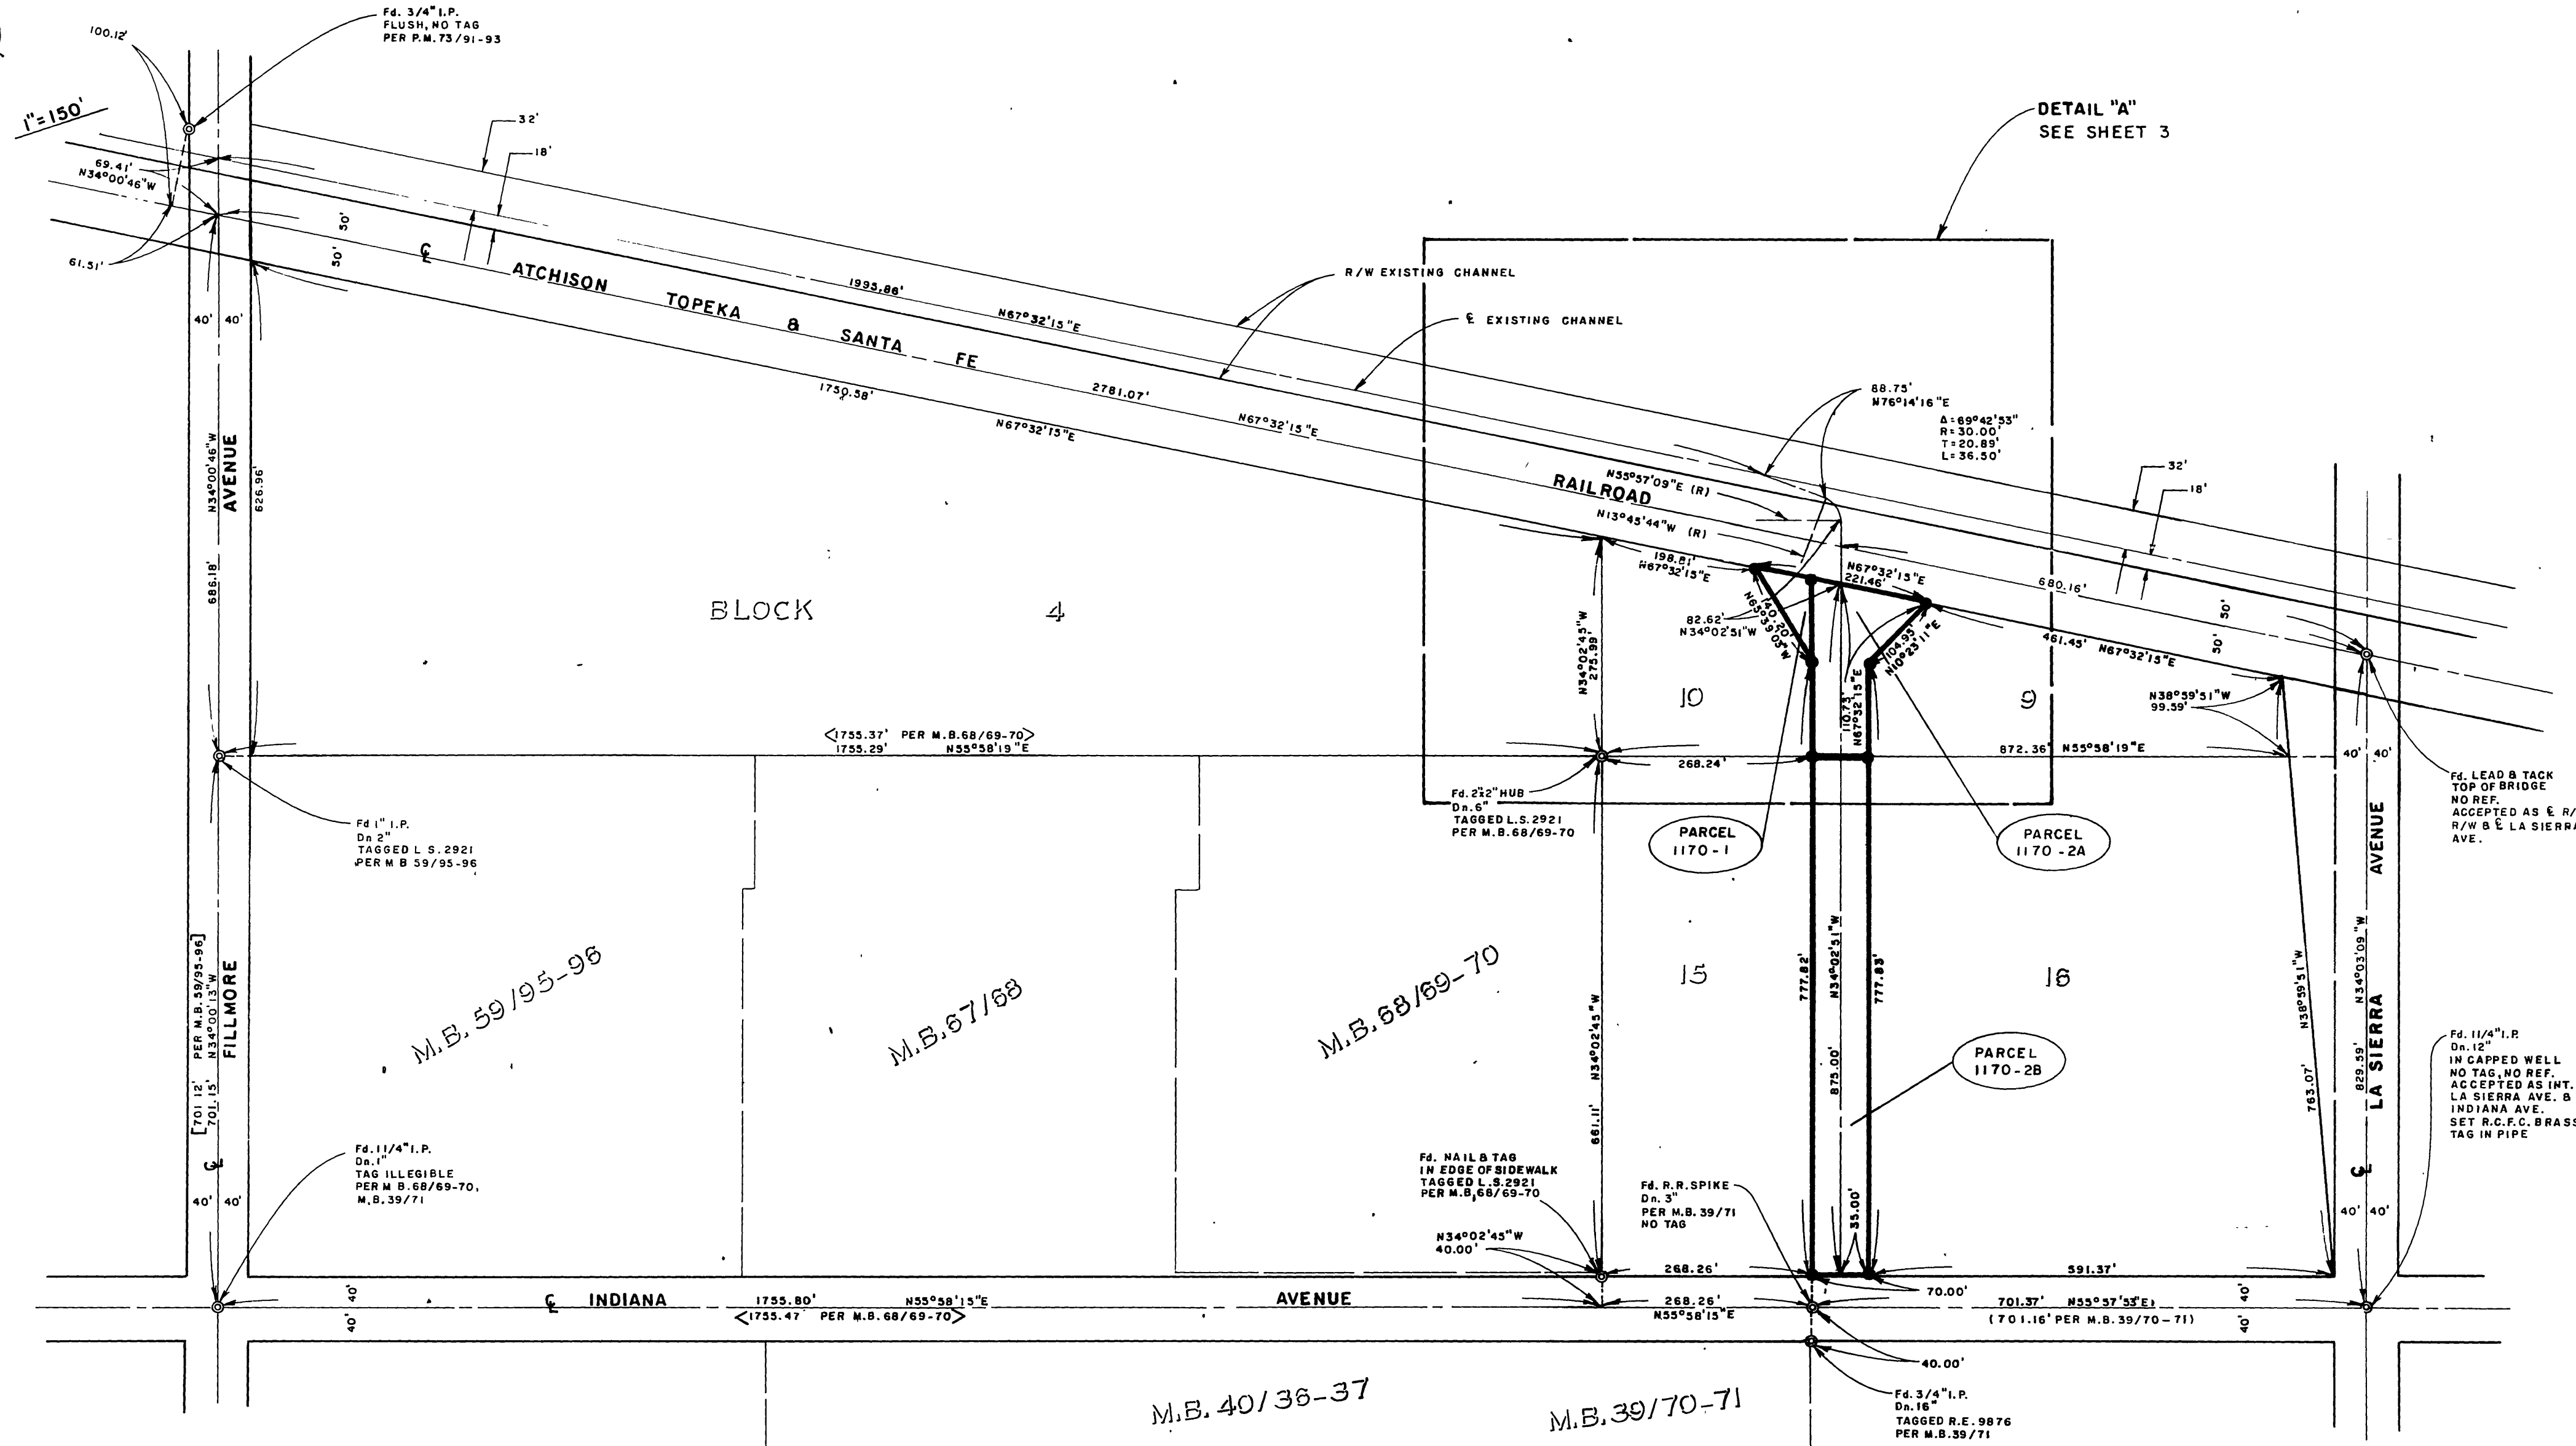 100.12'
Fd. 3/4" I.P.
FLUSH, NO TAG
PER P.M. 73/91-93
1"=150'
69.41'
N34°00'46"W
61.51'
50'
50'
32'
18'
DETAIL "A"
SEE SHEET 3
℄ ATCHISON TOPEKA & SANTA FE
RAILROAD
1995.86'
N67°32'15"E
R/W EXISTING CHANNEL
℄ EXISTING CHANNEL
1750.58'
N67°32'15"E
2781.07'
N67°32'15"E
88.75'
N76°14'16"E
Δ=69°42'53"
R=30.00'
T=20.89'
L=36.50'
N55°57'09"E (R)
N13°45'44"W (R)
32'
18'
40' 40'
N34°00'46"W
686.18'
AVENUE
626.96'
BLOCK 4
198.81'
N67°32'15"E
N67°32'15"E
221.46'
680.16'
50'
50'
461.45' N67°32'15"E
82.62'
N34°02'51"W
140.20'
N65°39'03"W
104.95'
N10°23'11"E
N34°02'45"W
275.99'
110.73'
N67°32'15"E
10
9
N38°59'51"W
99.59'
<1755.37' PER M.B.68/69-70>
1755.29' N55°58'19"E
268.24'
872.36' N55°58'19"E
40' 40'
Fd 1" I.P.
Dn 2"
TAGGED L S.2921
PER M B 59/95-96
Fd. 2"x2" HUB
Dn. 6"
TAGGED L.S. 2921
PER M.B. 68/69-70
PARCEL
1170-1
PARCEL
1170-2A
Fd. LEAD & TACK
TOP OF BRIDGE
NO REF.
ACCEPTED AS ℄ R/
R/W & ℄ LA SIERRA
AVE.
AVENUE
M.B. 59/95-96
M.B.67/68
M.B.68/69-70
15
16
777.82'
N34°02'51"W
777.83'
875.00'
N34°02'45"W
661.11'
PARCEL
1170-2B
N38°59'51"W
763.07'
N34°03'09"W
829.59'
LA SIERRA
℄
[701 12' PER M.B. 59/95-96]
701.15' N34°00'13"W
FILLMORE
℄
40' 40'
Fd. 1 1/4" I.P.
Dn. 12"
IN CAPPED WELL
NO TAG, NO REF.
ACCEPTED AS INT.
LA SIERRA AVE. &
INDIANA AVE.
SET R.C.F.C. BRASS
TAG IN PIPE
Fd. 1 1/4" I.P.
Dn. 1"
TAG ILLEGIBLE
PER M B.68/69-70,
M.B.39/71
Fd. NAIL & TAG
IN EDGE OF SIDEWALK
TAGGED L.S.2921
PER M.B.68/69-70
N34°02'45"W
40.00'
Fd. R.R. SPIKE
Dn. 3"
PER M.B. 39/71
NO TAG
35.00'
40' 40'
268.26'
591.37'
70.00'
40'
40'
℄ INDIANA
1755.80' N55°58'15"E
<1755.47' PER M.B.68/69-70>
AVENUE
268.26'
N55°58'15"E
701.37' N55°57'53"E
(701.16' PER M.B. 39/70-71)
40'
40'
40.00'
M.B. 40/36-37
M.B. 39/70-71
Fd. 3/4" I.P.
Dn. 16"
TAGGED R.E. 9876
PER M.B. 39/71